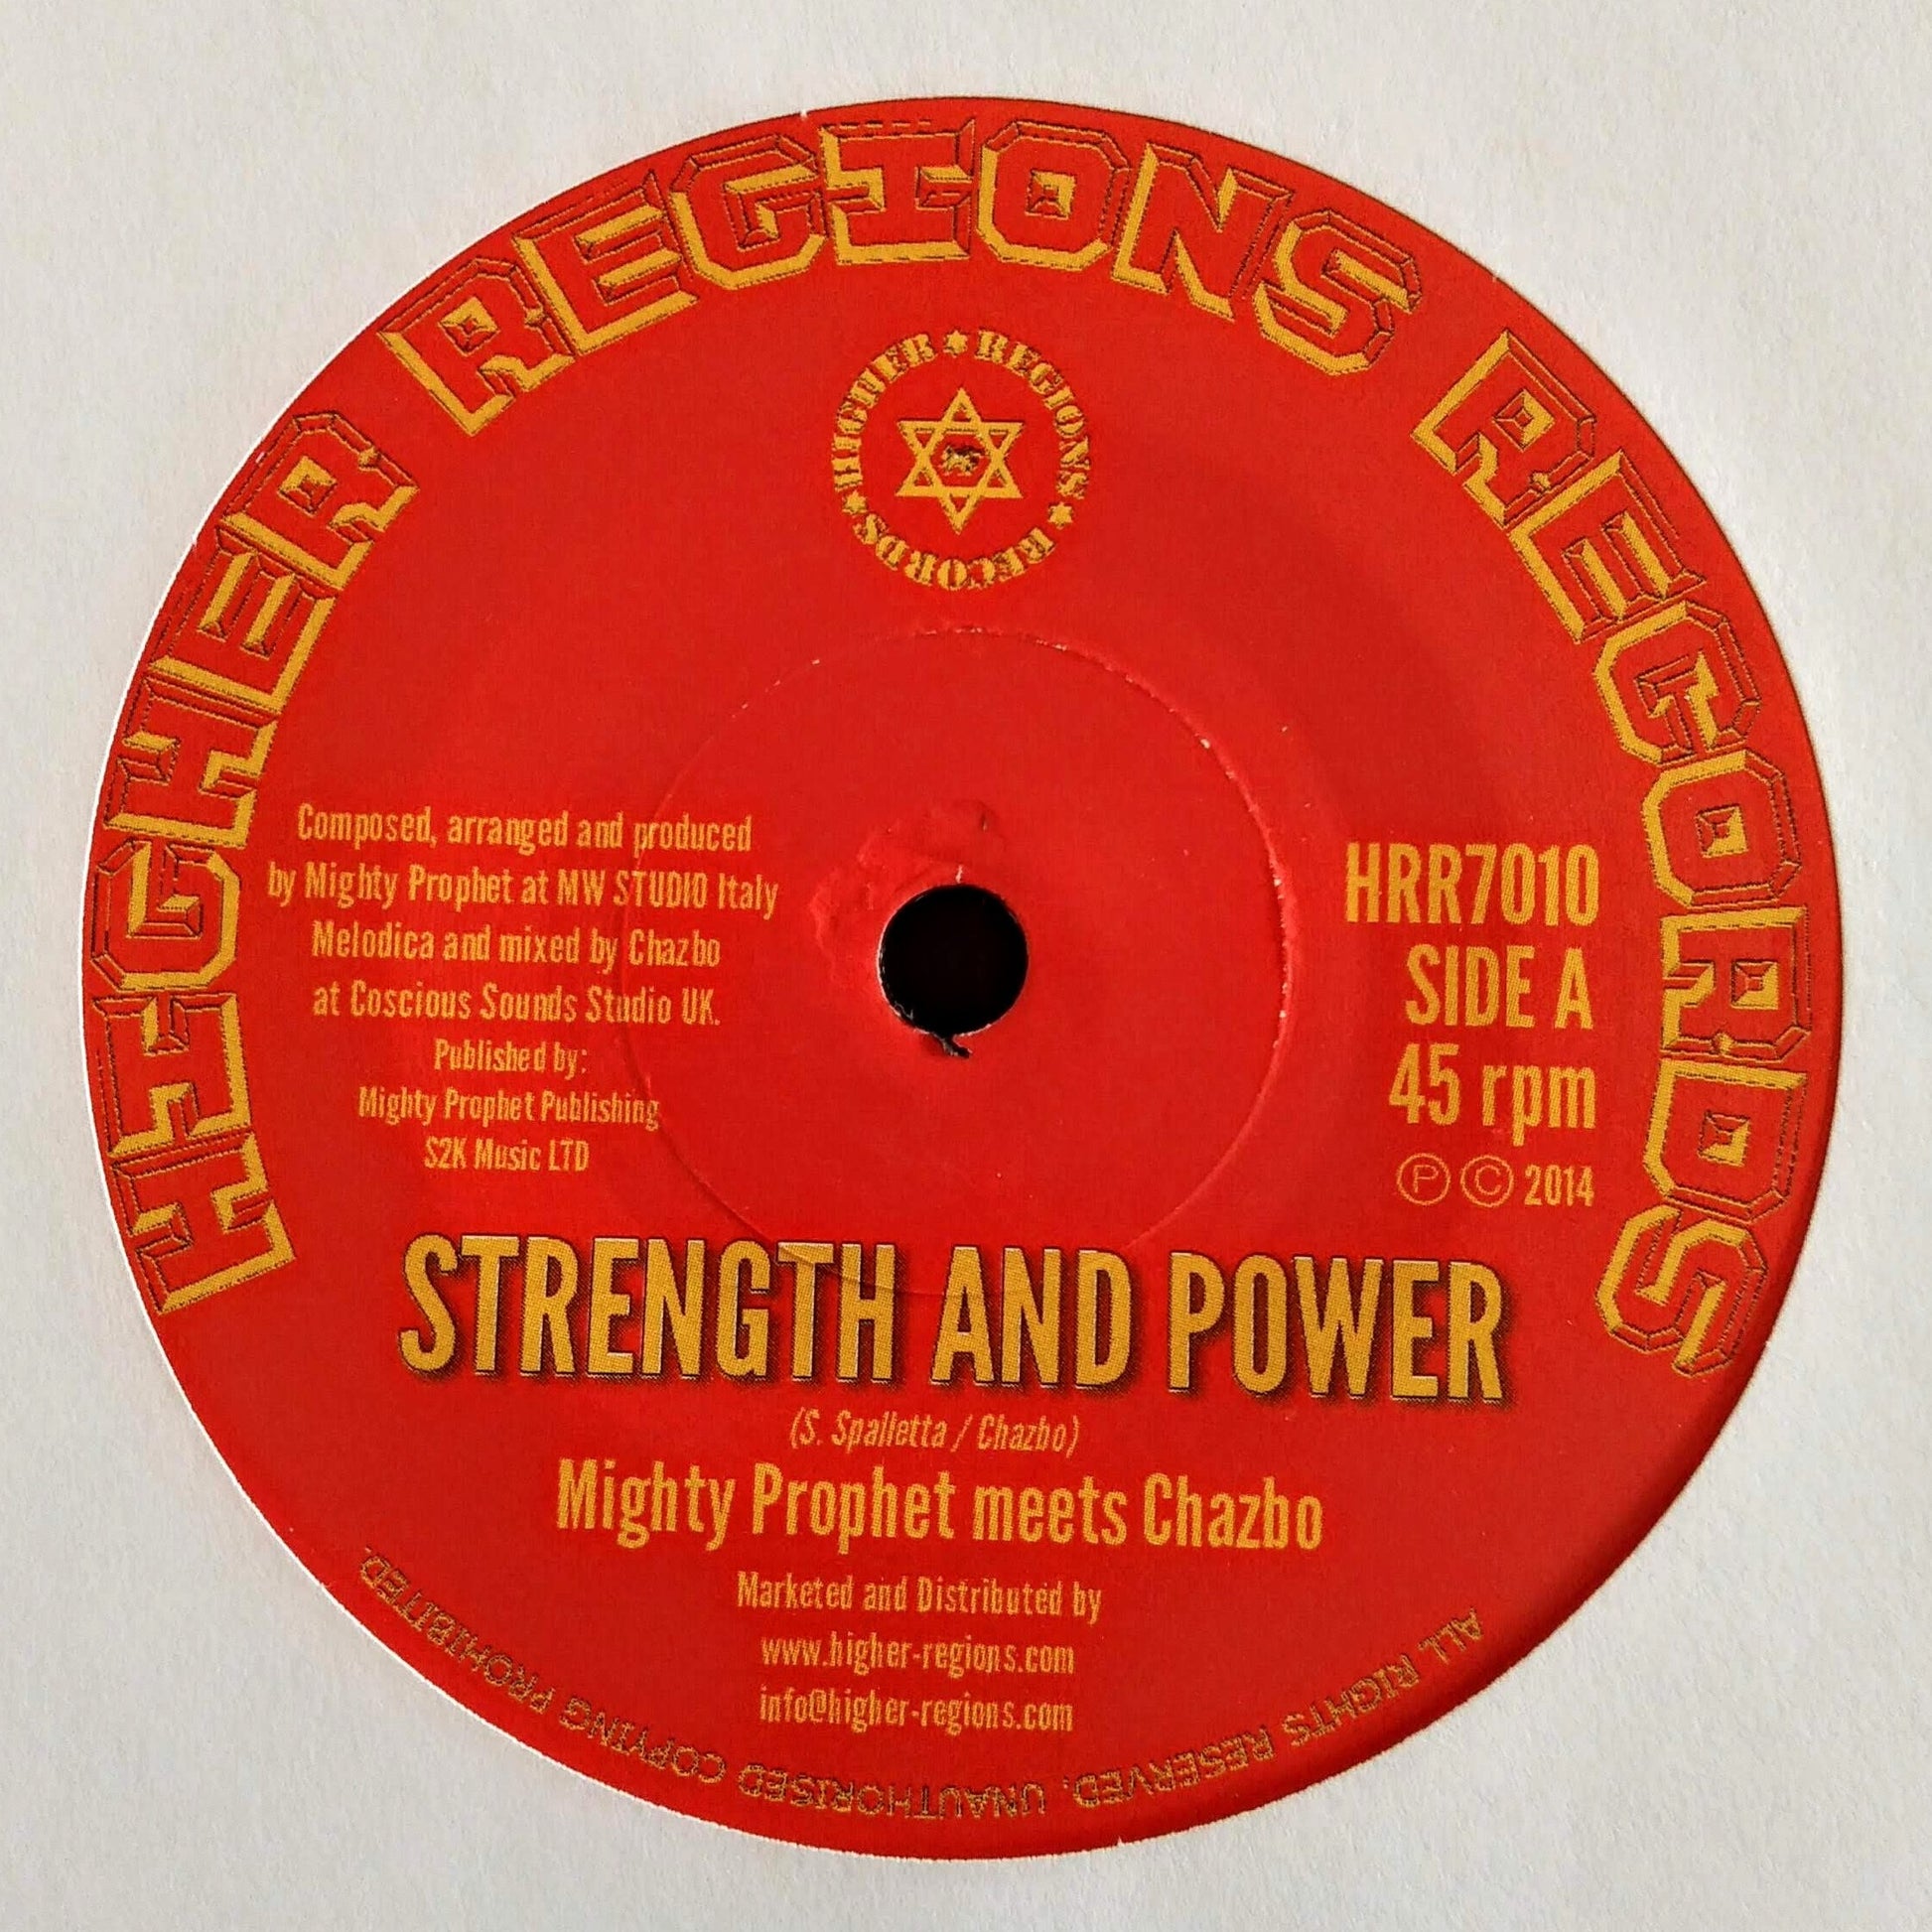 HIGHER REGIONS RECORDS
HIGHER ★ REGIONS ★ RECORDS ★
Composed, arranged and produced
by Mighty Prophet at MW STUDIO Italy
Melodica and mixed by Chazbo
at Coscious Sounds Studio UK.
Published by:
Mighty Prophet Publishing
S2K Music LTD
HRR7010
SIDE A
45 rpm
Ⓟ © 2014
STRENGTH AND POWER
(S. Spalletta / Chazbo)
Mighty Prophet meets Chazbo
Marketed and Distributed by
www.higher-regions.com
info@higher-regions.com
ALL RIGHTS RESERVED. UNAUTHORISED COPYING PROHIBITED.